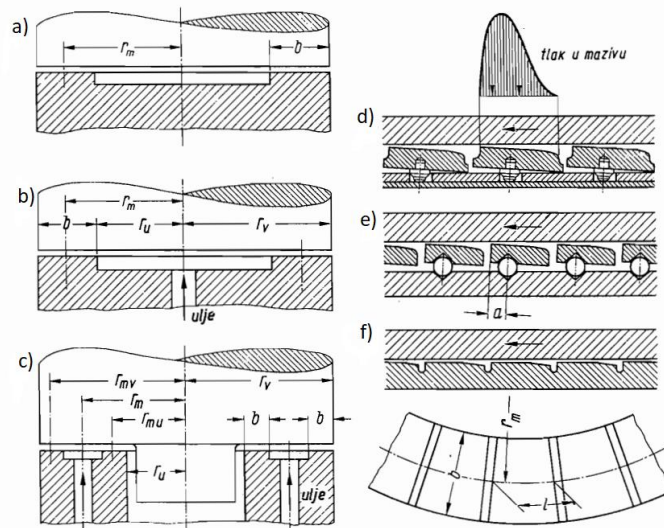 a)
r_m
b
b)
r_m
b
r_u
r_v
ulje
c)
r_mv
r_v
r_m
r_mu
b
b
r_u
ulje
tlak u mazivu
d)
e)
a
f)
r_m
b
l